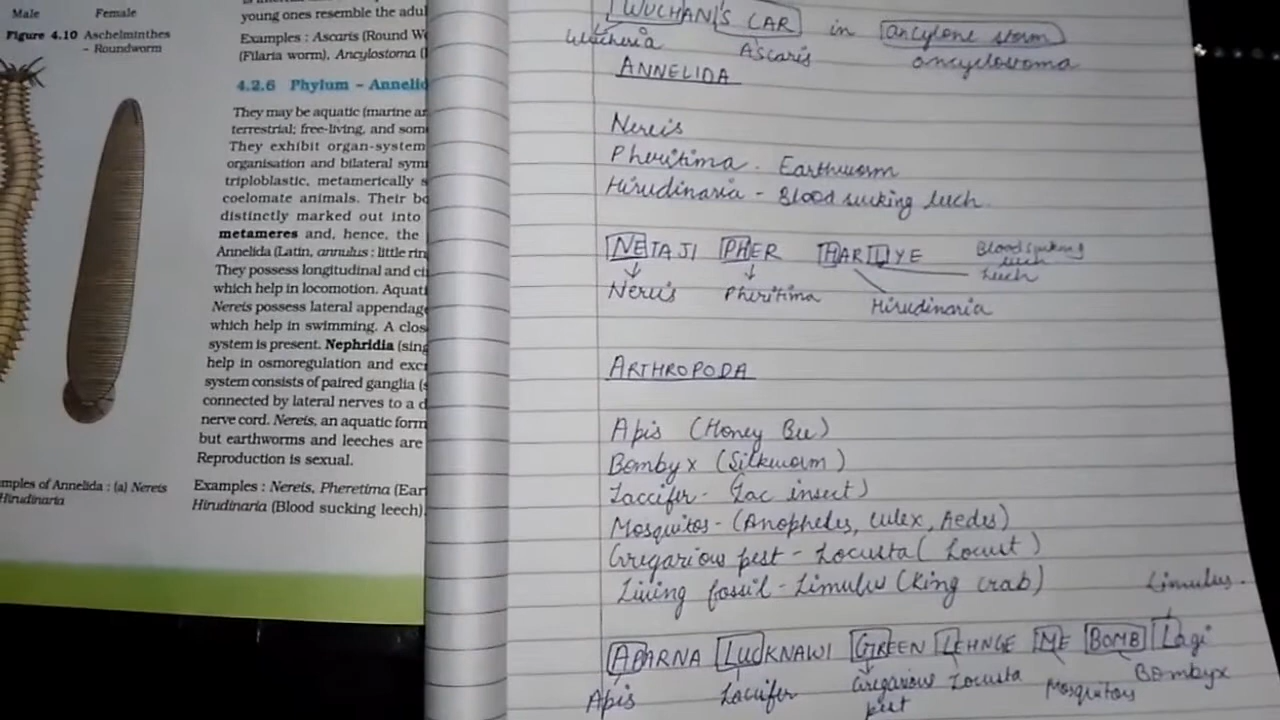 Male Female
Figure 4.10 Aschelminthes
– Roundworm
young ones resemble the adul
Examples : Ascaris (Round W
(Filaria worm), Ancylostoma (
4.2.6 Phylum – Annelid
They may be aquatic (marine an
terrestrial; free-living, and som
They exhibit organ-system
organisation and bilateral sym
triploblastic, metamerically s
coelomate animals. Their bo
distinctly marked out into
metameres and, hence, the
Annelida (Latin, annulus : little rin
They possess longitudinal and ci
which help in locomotion. Aquati
Nereis possess lateral appendage
which help in swimming. A clos
system is present. Nephridia (sing
help in osmoregulation and excr
system consists of paired ganglia (s
connected by lateral nerves to a d
nerve cord. Nereis, an aquatic form
but earthworms and leeches are
Reproduction is sexual.
mples of Annelida : (a) Nereis
Hirudinaria
Examples : Nereis, Pheretima (Ear
Hirudinaria (Blood sucking leech).
WUCHANI'S CAR in ancylone storm
Wucheria Ascaris ancylovoma
ANNELIDA
Nereis
Pheritima. Earthworm
Hirudinaria - Blood sucking leech.
NETAJI PHER HARLIYE Blood sucking leech
Nereis Pheritima Leech
Hirudinaria
ARTHROPODA
Apis (Honey Bee)
Bombyx (Silkworm)
Laccifer - (Lac insect)
Mosquitos - (Anopheles, Culex, Aedes)
Gregarious pest - Locusta (Locust)
Living fossil - Limulus (King crab)
Limulus.
APARNA LUCKNAWI GREEN LEHNGE ME BOMB Lagi
Apis Laccifer Gregarious pest Locusta Mosquitoes Bombyx